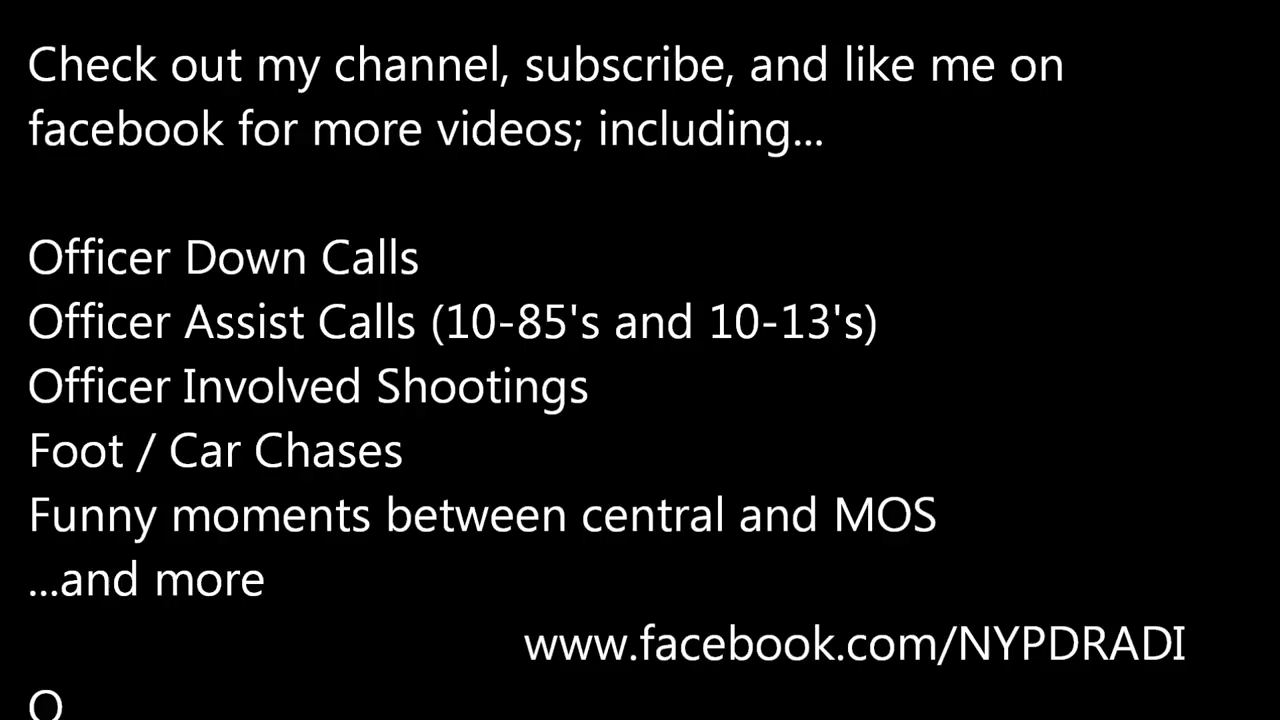 Check out my channel, subscribe, and like me on
facebook for more videos; including...
Officer Down Calls
Officer Assist Calls (10-85's and 10-13's)
Officer Involved Shootings
Foot / Car Chases
Funny moments between central and MOS
...and more
www.facebook.com/NYPDRADI
O